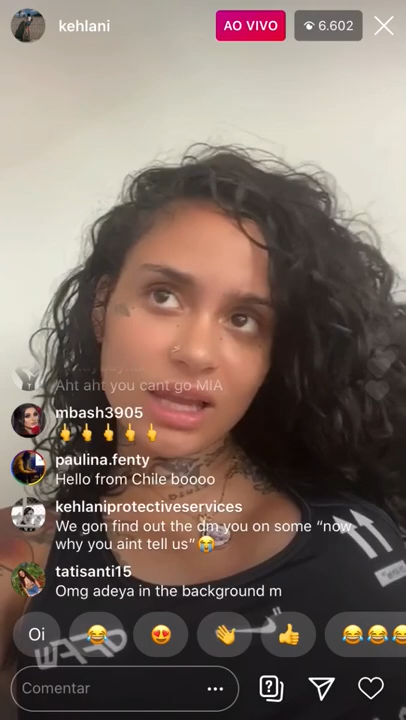 kehlani
AO VIVO
6.602
Aht aht you cant go MIA
mbash3905
🖕🖕🖕🖕🖕
paulina.fenty
Hello from Chile boooo
kehlaniprotectiveservices
We gon find out the dm you on some “now
why you aint tell us”😭
tatisanti15
Omg adeya in the background m
Oi 😂 😍 👋 👍 😂😂😂
Comentar